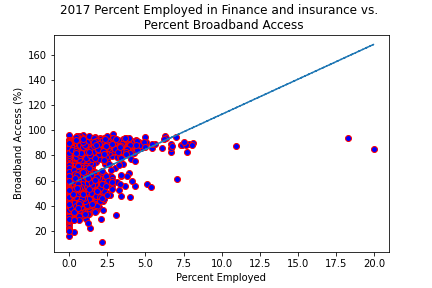 2017 Percent Employed in Finance and insurance vs.
Percent Broadband Access
160
140
120
100
80
60
40
20
Broadband Access (%)
0.0 2.5 5.0 7.5 10.0 12.5 15.0 17.5 20.0
Percent Employed